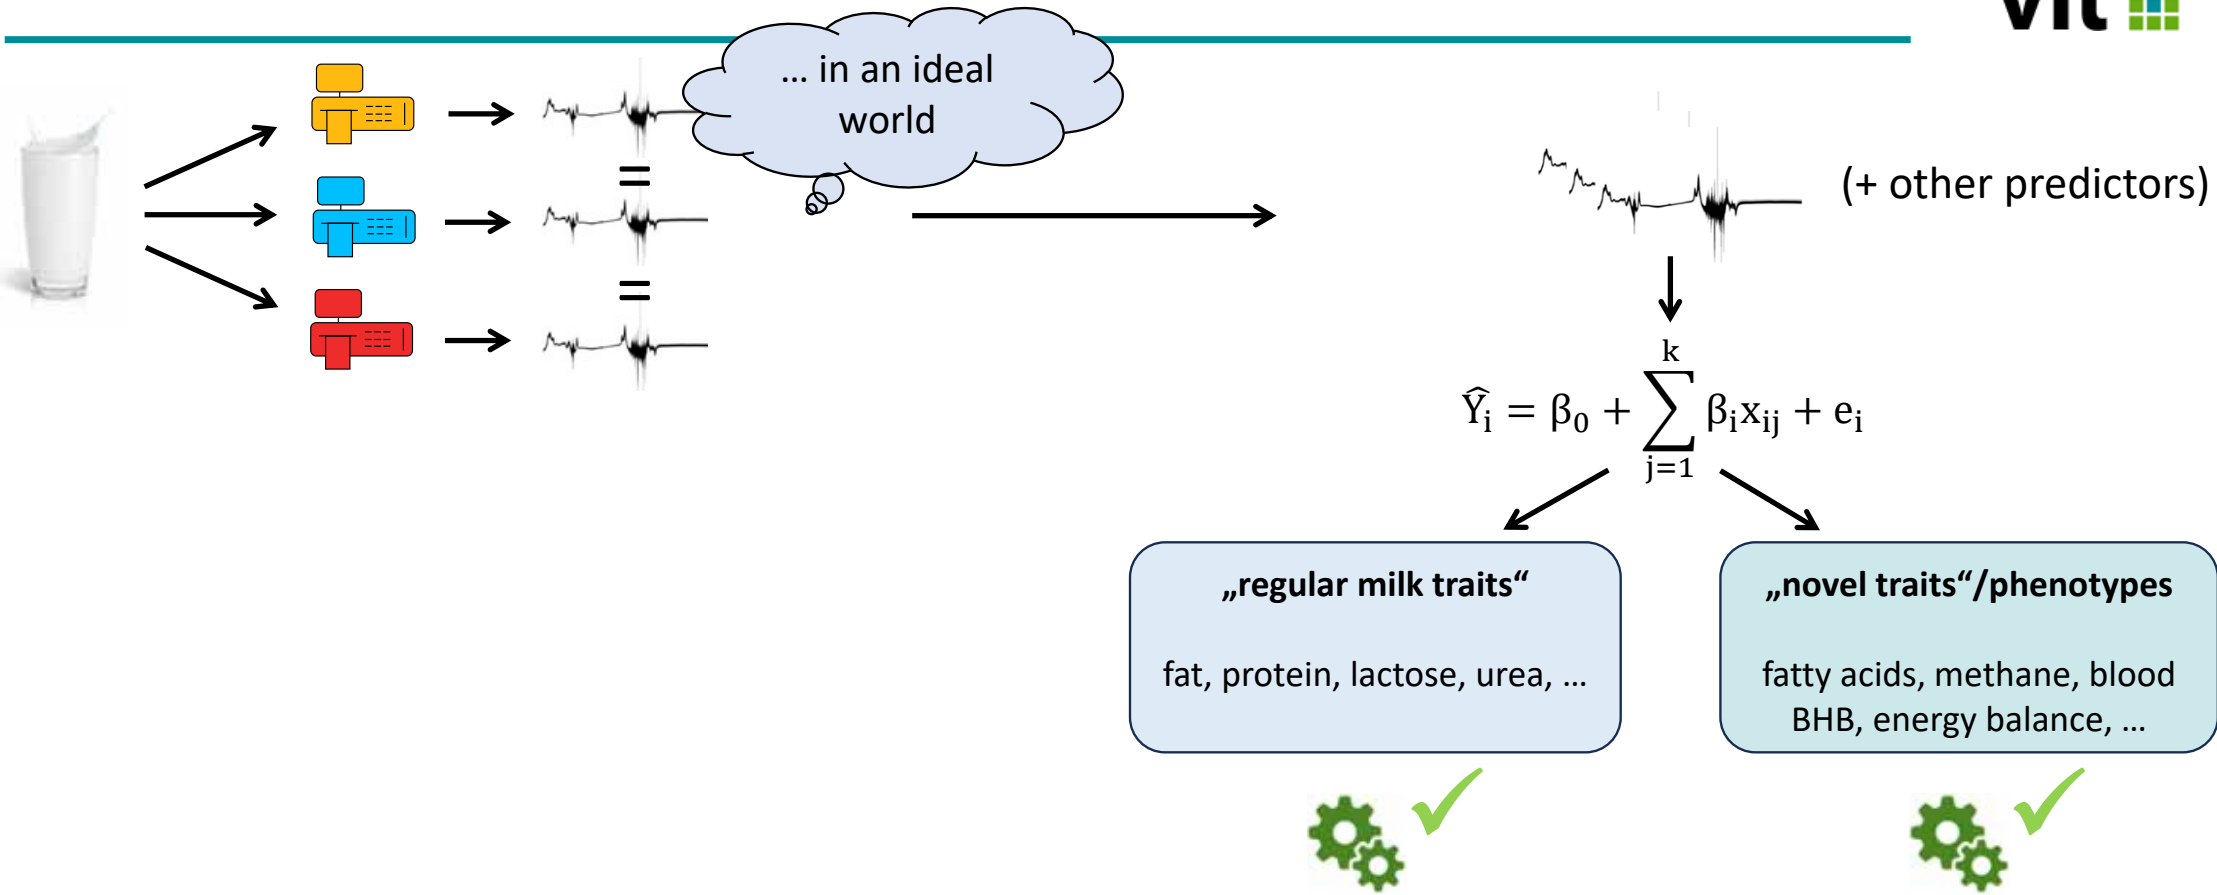 vit
... in an ideal
world
=
=
(+ other predictors)
k
Ŷi = β0 + ∑ βixij + ei
j=1
„regular milk traits“
fat, protein, lactose, urea, ...
„novel traits“/phenotypes
fatty acids, methane, blood
BHB, energy balance, ...